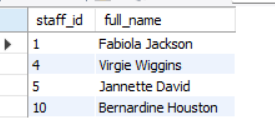 staff_id full_name
1 Fabiola Jackson
4 Virgie Wiggins
5 Jannette David
10 Bernardine Houston